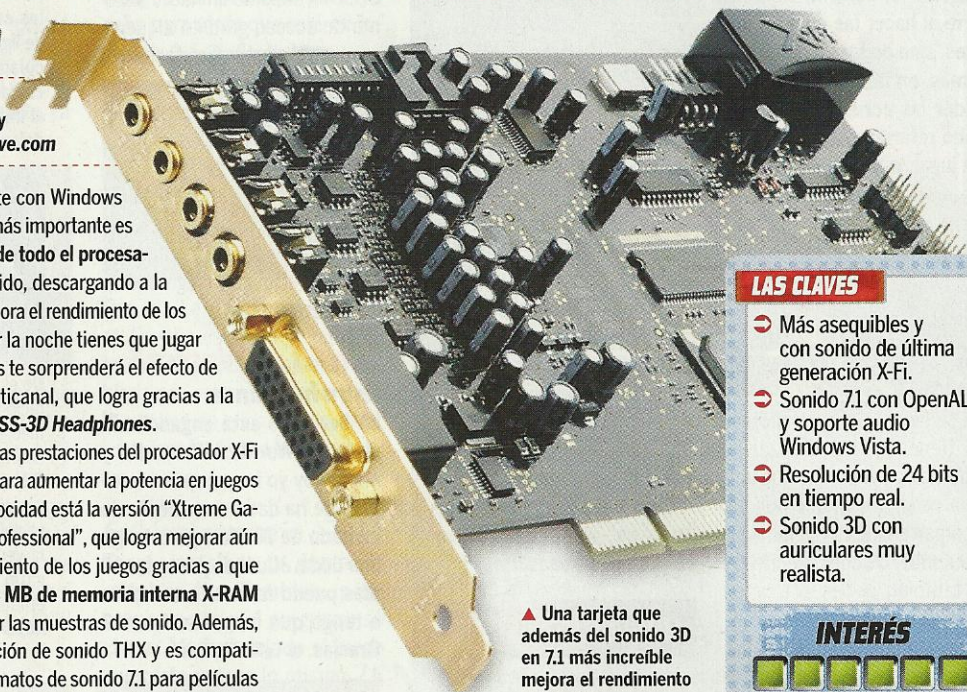 ve.com
te con Windows
más importante es
de todo el procesa-
ido, descargando a la
ora el rendimiento de los
r la noche tienes que jugar
s te sorprenderá el efecto de
ticanal, que logra gracias a la
SS-3D Headphones.
as prestaciones del procesador X-Fi
para aumentar la potencia en juegos
ocidad está la versión “Xtreme Ga-
ofessional”, que logra mejorar aún
iento de los juegos gracias a que
MB de memoria interna X-RAM
r las muestras de sonido. Además,
ción de sonido THX y es compati-
matos de sonido 7.1 para películas
▲ Una tarjeta que
además del sonido 3D
en 7.1 más increíble
mejora el rendimiento
LAS CLAVES
Más asequibles y
con sonido de última
generación X-Fi.
Sonido 7.1 con OpenAL
y soporte audio
Windows Vista.
Resolución de 24 bits
en tiempo real.
Sonido 3D con
auriculares muy
realista.
INTERÉS